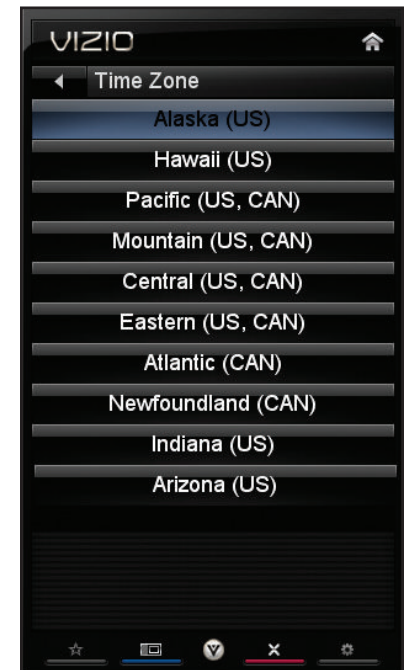 VIZIO
Time Zone
Alaska (US)
Hawaii (US)
Pacific (US, CAN)
Mountain (US, CAN)
Central (US, CAN)
Eastern (US, CAN)
Atlantic (CAN)
Newfoundland (CAN)
Indiana (US)
Arizona (US)